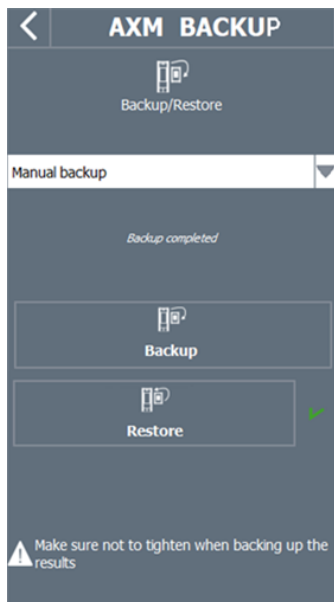 AXM BACKUP
Backup/Restore
Manual backup
Backup completed
Backup
Restore
Make sure not to tighten when backing up the
results